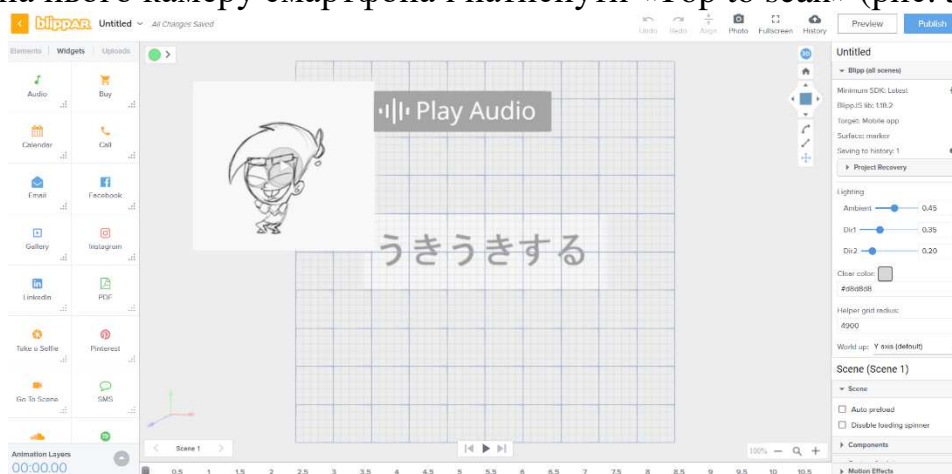 на нього камеру смартфона і натиснути
blippAR Untitled All Changes Saved
Undo Redo Align Photo Fullscreen History Preview Publish
Elements Widgets Uploads
Audio Buy
Calendar Call
Email Facebook
Gallery Instagram
LinkedIn PDF
Take a Selfie Pinterest
Go To Scene SMS
Play Audio
うきうきする
3D
Untitled
Blipp (all scenes)
Minimum SDK: Latest
BlippJS lib: 1.18.2
Target: Mobile app
Surface: marker
Saving to history: 1
Project Recovery
Lighting
Ambient 0.45
Dir1 0.35
Dir2 0.20
Clear color:
#d8d8d8
Helper grid radius:
4900
World up: Y axis (default)
Scene (Scene 1)
Scene
Auto preload
Disable loading spinner
Components
Motion Effects
Scene 1
100%
Animation Layers
00:00.00
0.5 1 1.5 2 2.5 3 3.5 4 4.5 5 5.5 6 6.5 7 7.5 8 8.5 9 9.5 10 10.5